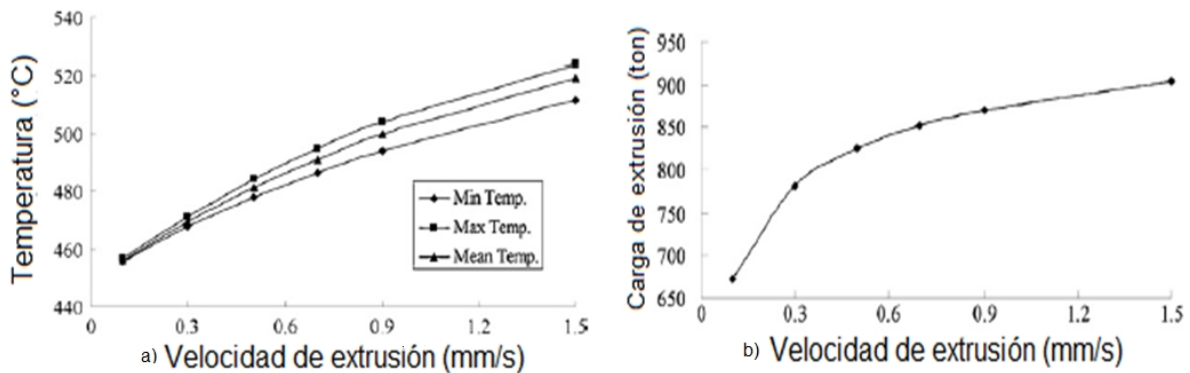 540
520
500
480
460
440
Temperatura (°C)
Min Temp.
Max Temp.
Mean Temp.
0 0.3 0.6 0.9 1.2 1.5
a) Velocidad de extrusión (mm/s)
950
900
850
800
750
700
650
Carga de extrusión (ton)
0 0.3 0.6 0.9 1.2 1.5
b) Velocidad de extrusión (mm/s)